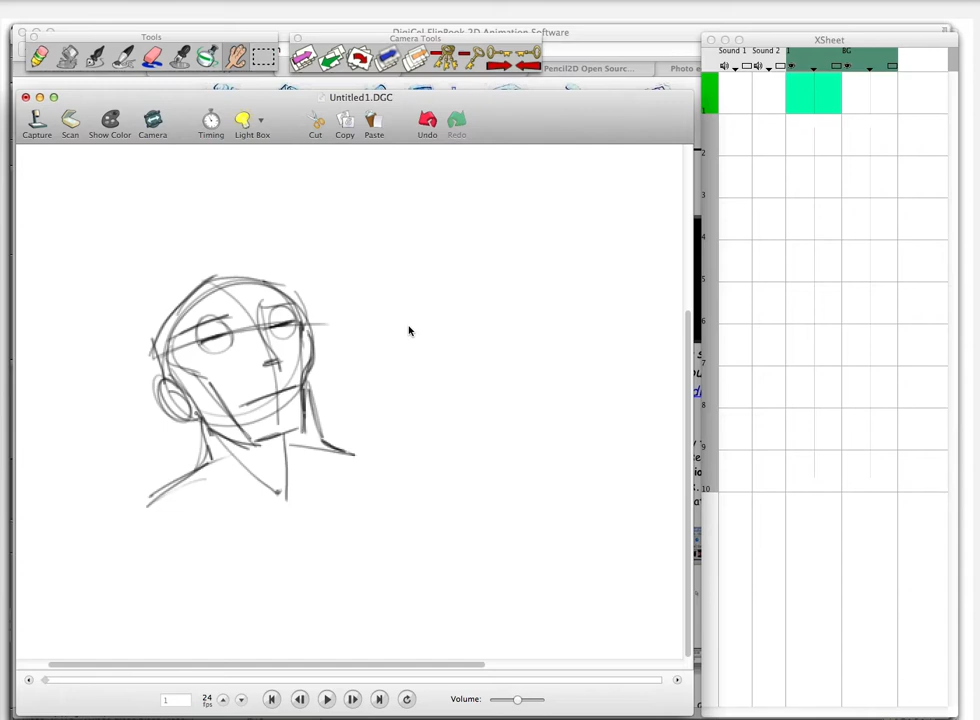 DigiCel FlipBook 2D Animation Software
Tools
Camera Tools
XSheet
Sound 1 Sound 2 1 BG
Pencil2D Open Sourc...
Photo e
Untitled1.DGC
Capture Scan Show Color Camera Timing Light Box Cut Copy Paste Undo Redo
1
2
3
4
5
6
7
8
9
10
1
24
fps
Volume: